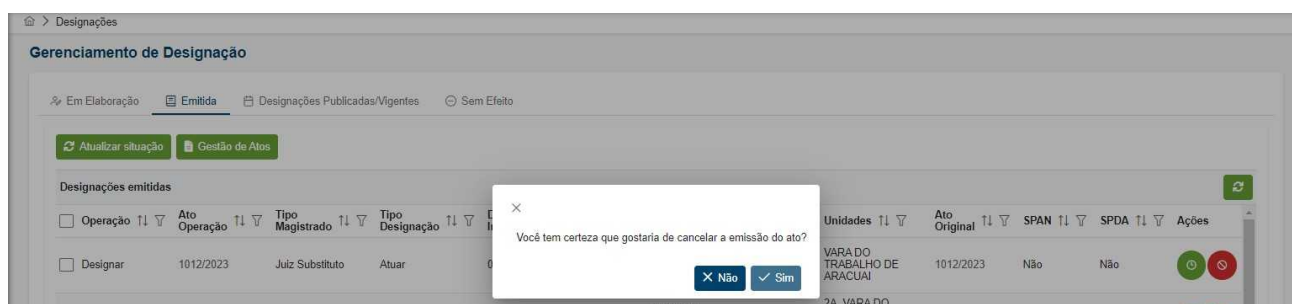 > Designações
Gerenciamento de Designação
Em Elaboração Emitida Designações Publicadas/Vigentes Sem Efeito
Atualizar situação Gestão de Atos
Designações emitidas
Operação Ato Operação Tipo Magistrado Tipo Designação Unidades Ato Original SPAN SPDA Ações
Você tem certeza que gostaria de cancelar a emissão do ato?
Não Sim
Designar 1012/2023 Juiz Substituto Atuar VARA DO TRABALHO DE ARACUAI 1012/2023 Não Não
2A. VARA DO